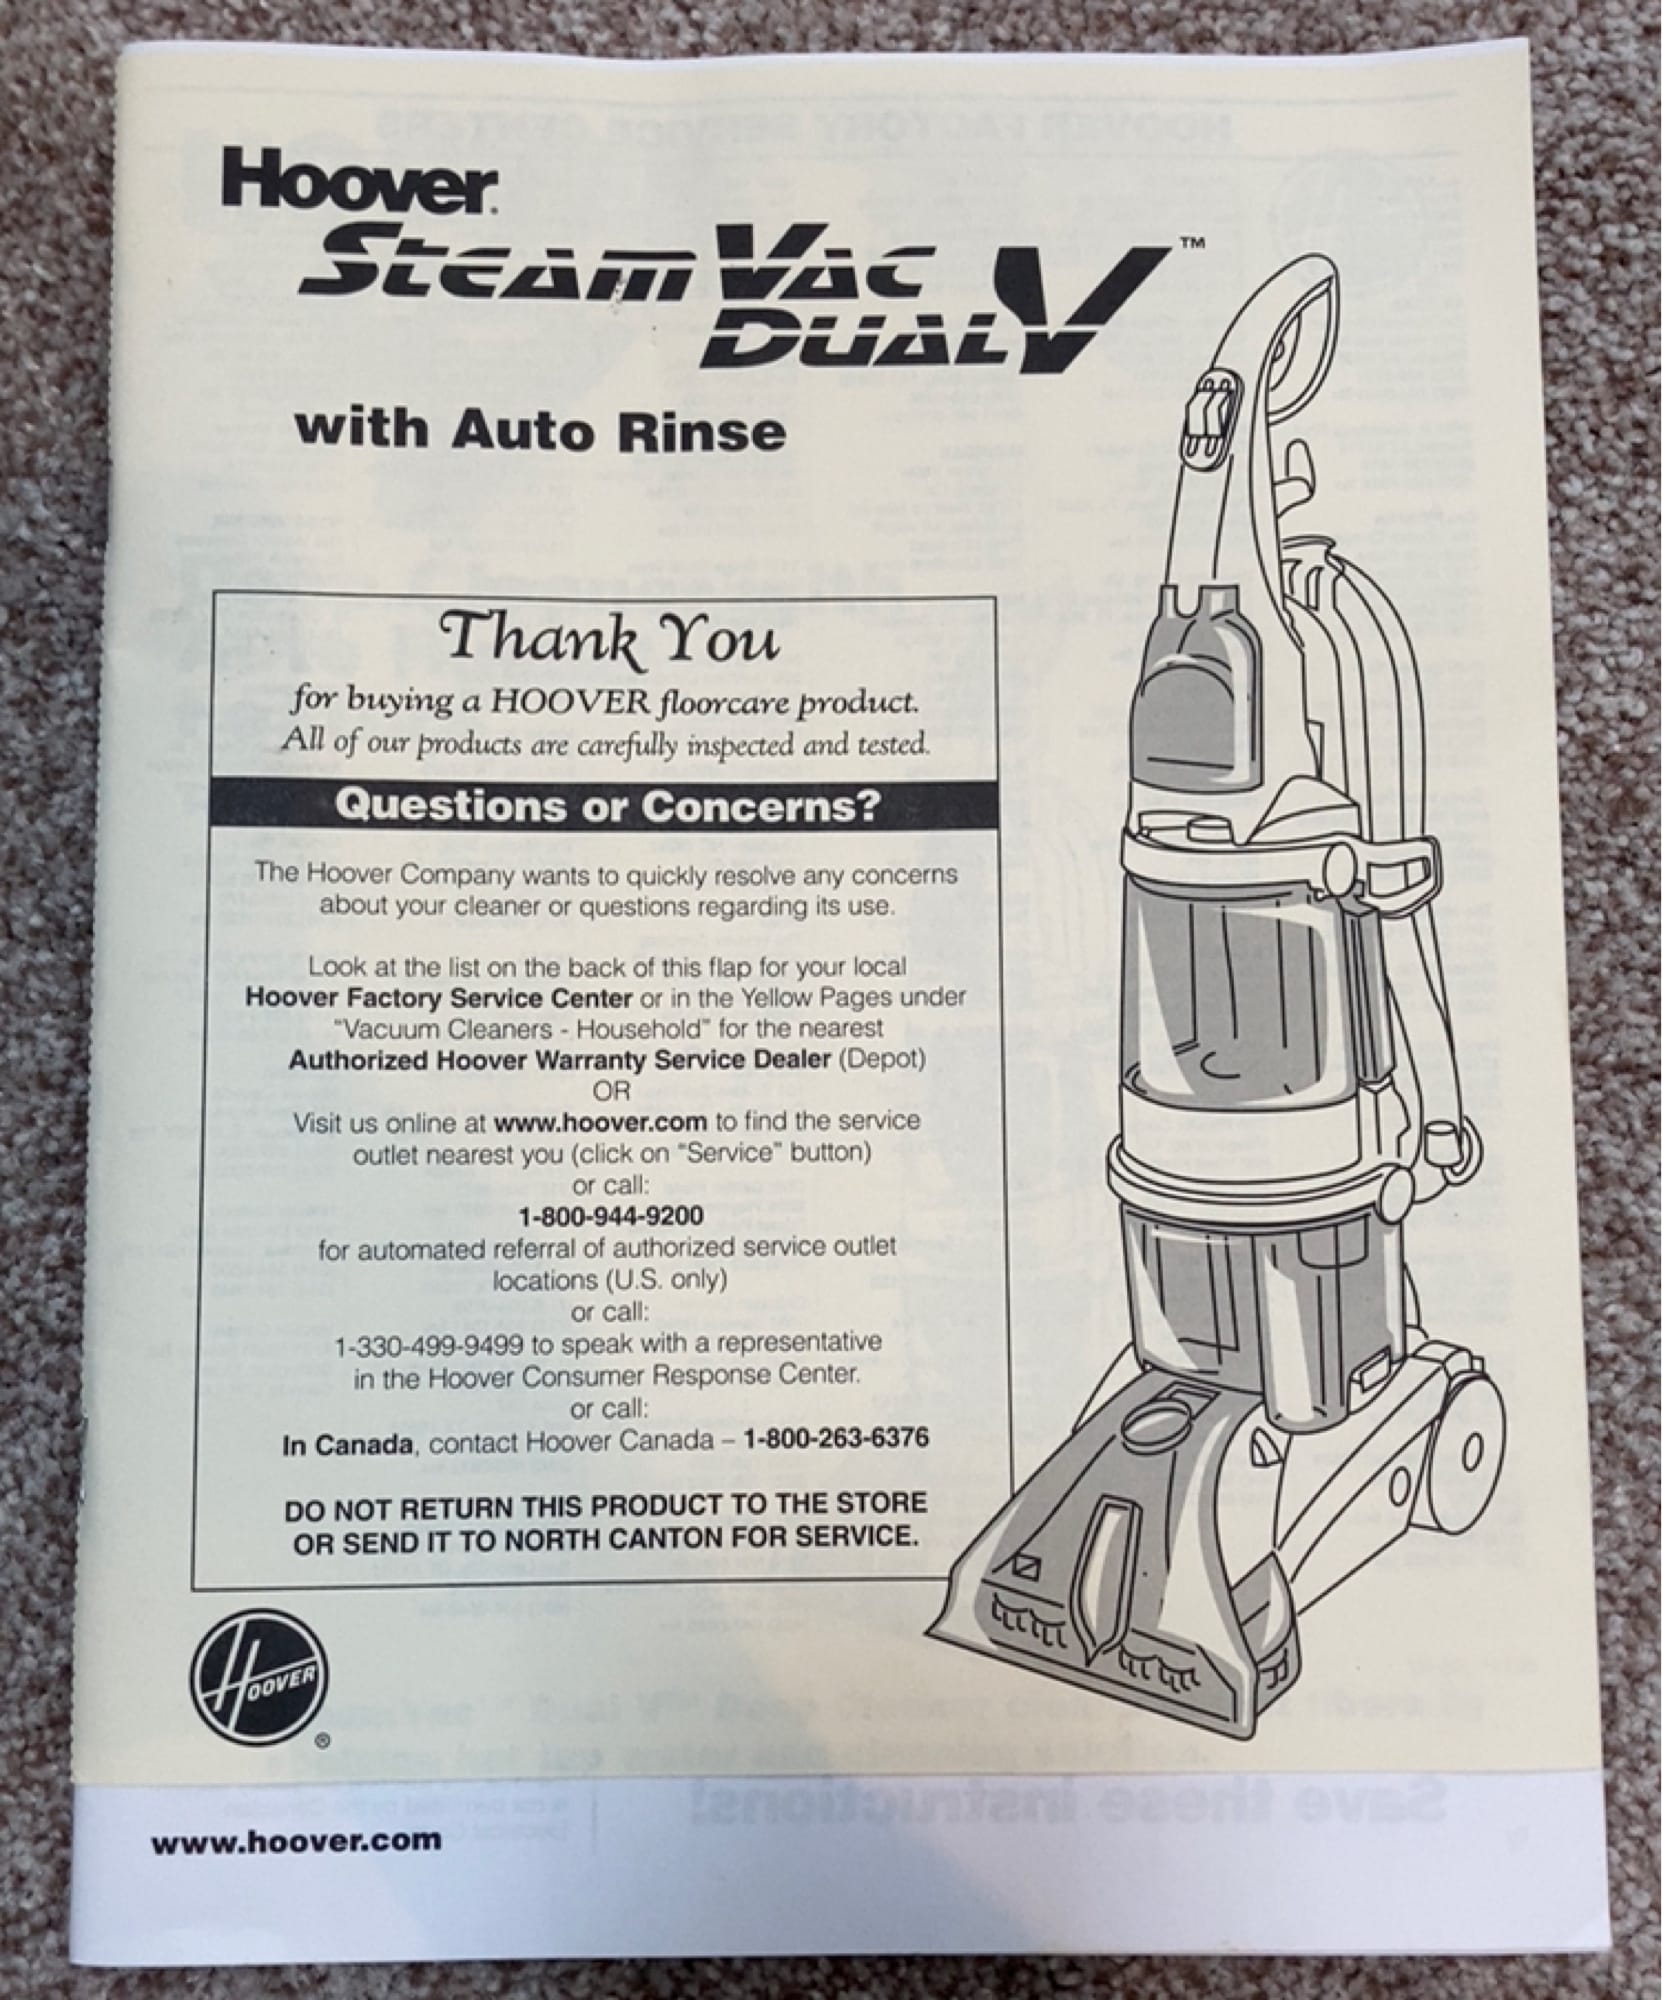 Hoover®
SteamVac™
DualV
with Auto Rinse
Thank You
for buying a HOOVER floorcare product.
All of our products are carefully inspected and tested.
Questions or Concerns?
The Hoover Company wants to quickly resolve any concerns
about your cleaner or questions regarding its use.
Look at the list on the back of this flap for your local
Hoover Factory Service Center or in the Yellow Pages under
"Vacuum Cleaners - Household" for the nearest
Authorized Hoover Warranty Service Dealer (Depot)
OR
Visit us online at www.hoover.com to find the service
outlet nearest you (click on "Service" button)
or call:
1-800-944-9200
for automated referral of authorized service outlet
locations (U.S. only)
or call:
1-330-499-9499 to speak with a representative
in the Hoover Consumer Response Center.
or call:
In Canada, contact Hoover Canada – 1-800-263-6376
DO NOT RETURN THIS PRODUCT TO THE STORE
OR SEND IT TO NORTH CANTON FOR SERVICE.
HOOVER
®
Save these instructions!
www.hoover.com